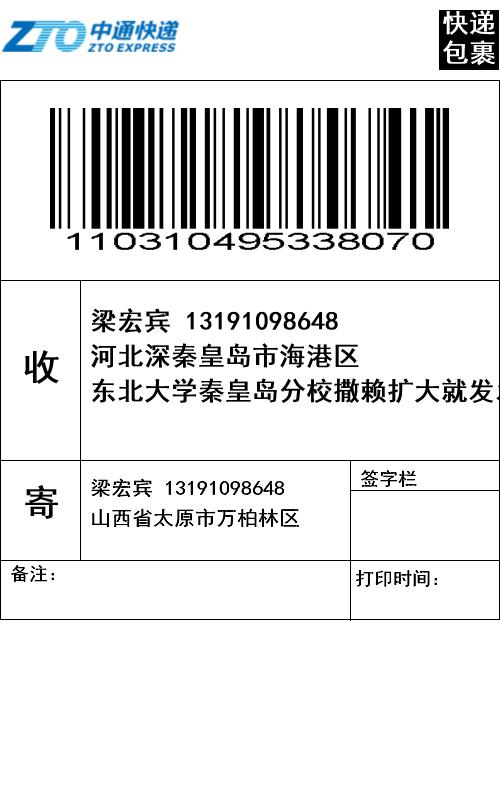 ZTO 中通快递
ZTO EXPRESS
快递
包裹
110310495338070
收
梁宏宾 13191098648
河北深秦皇岛市海港区
东北大学秦皇岛分校撒赖扩大就发
寄
梁宏宾 13191098648
山西省太原市万柏林区
签字栏
备注：
打印时间：